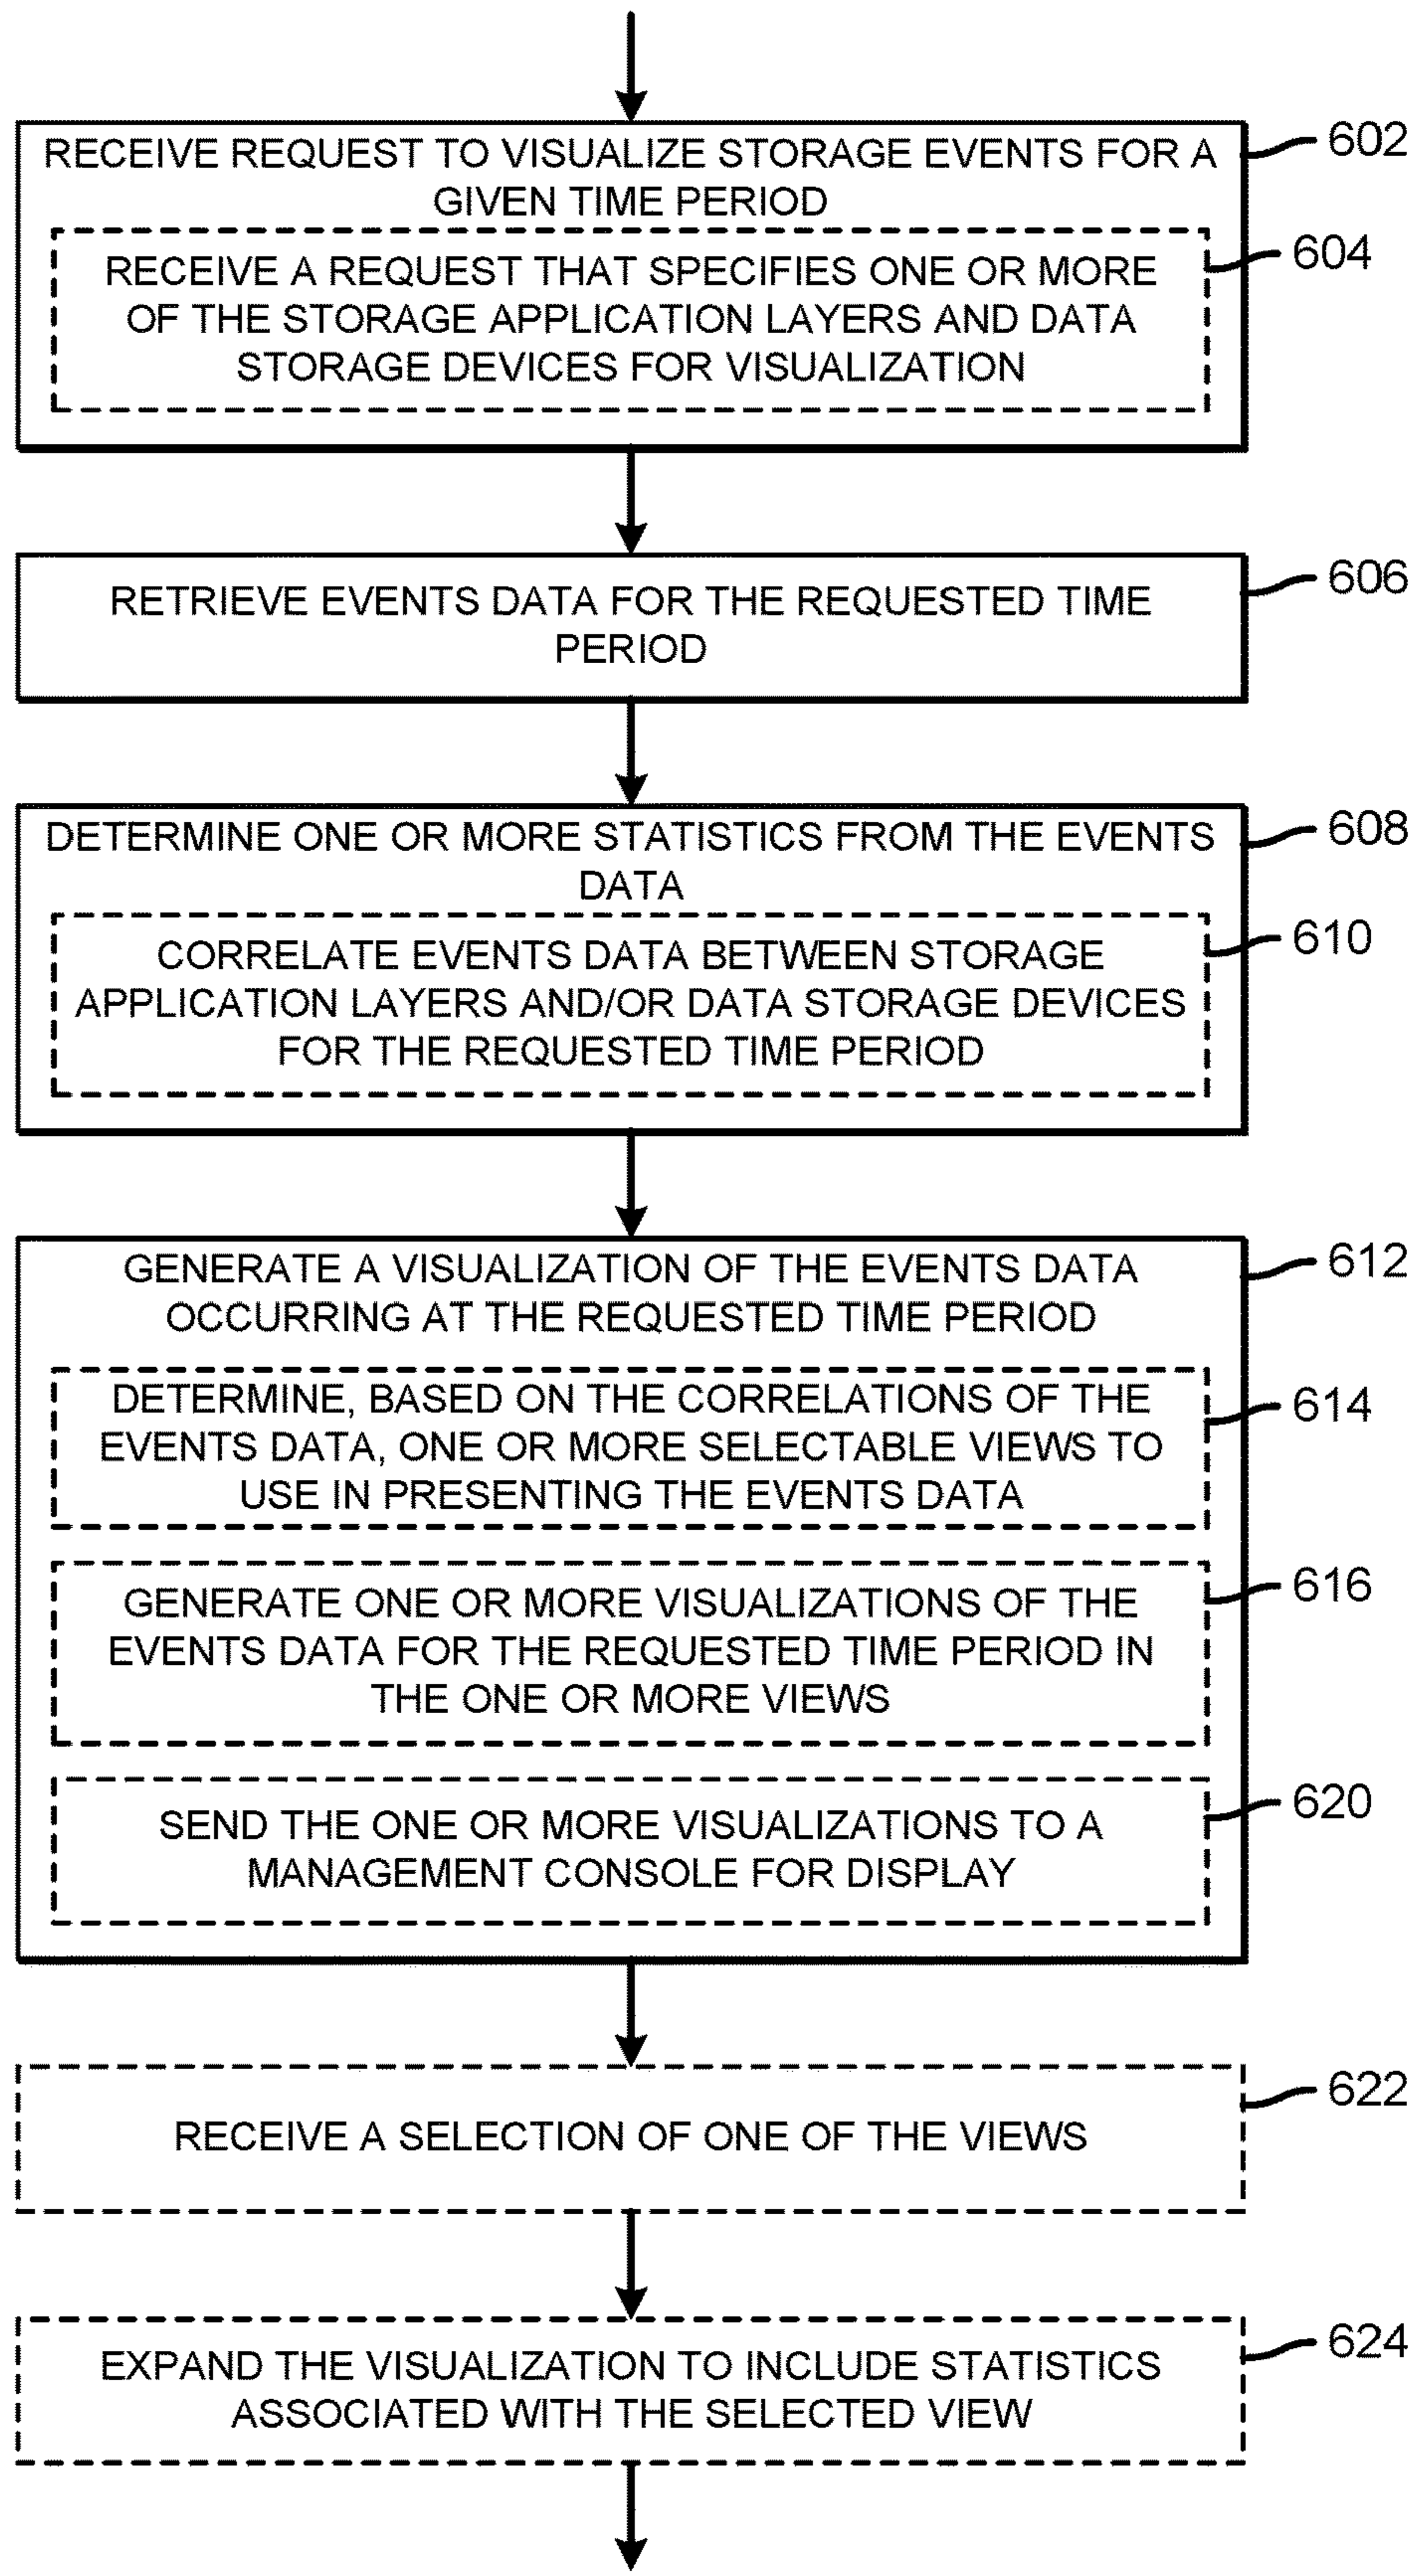 RECEIVE REQUEST TO VISUALIZE STORAGE EVENTS FOR A
GIVEN TIME PERIOD
602
RECEIVE A REQUEST THAT SPECIFIES ONE OR MORE
OF THE STORAGE APPLICATION LAYERS AND DATA
STORAGE DEVICES FOR VISUALIZATION
604
RETRIEVE EVENTS DATA FOR THE REQUESTED TIME
PERIOD
606
DETERMINE ONE OR MORE STATISTICS FROM THE EVENTS
DATA
608
CORRELATE EVENTS DATA BETWEEN STORAGE
APPLICATION LAYERS AND/OR DATA STORAGE DEVICES
FOR THE REQUESTED TIME PERIOD
610
GENERATE A VISUALIZATION OF THE EVENTS DATA
OCCURRING AT THE REQUESTED TIME PERIOD
612
DETERMINE, BASED ON THE CORRELATIONS OF THE
EVENTS DATA, ONE OR MORE SELECTABLE VIEWS TO
USE IN PRESENTING THE EVENTS DATA
614
GENERATE ONE OR MORE VISUALIZATIONS OF THE
EVENTS DATA FOR THE REQUESTED TIME PERIOD IN
THE ONE OR MORE VIEWS
616
SEND THE ONE OR MORE VISUALIZATIONS TO A
MANAGEMENT CONSOLE FOR DISPLAY
620
RECEIVE A SELECTION OF ONE OF THE VIEWS
622
EXPAND THE VISUALIZATION TO INCLUDE STATISTICS
ASSOCIATED WITH THE SELECTED VIEW
624